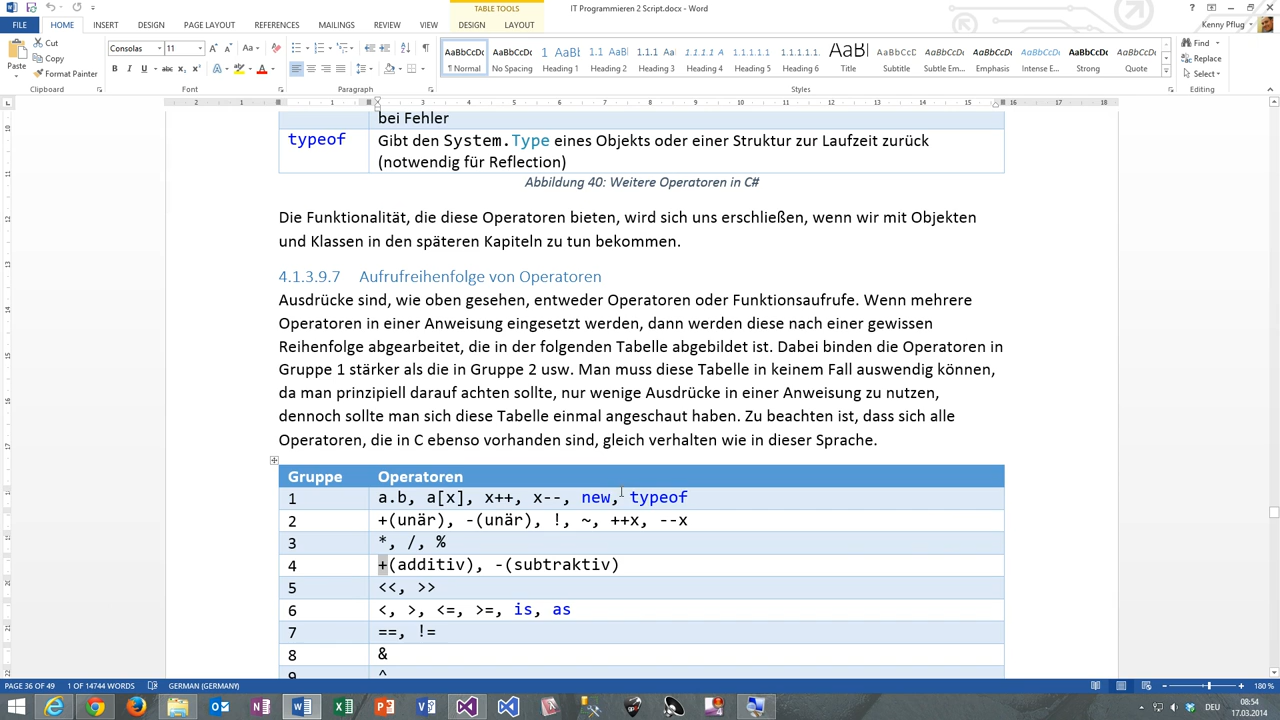 TABLE TOOLS
IT Programmieren 2 Script.docx - Word
FILE HOME INSERT DESIGN PAGE LAYOUT REFERENCES MAILINGS REVIEW VIEW DESIGN LAYOUT
Kenny Pflug
Paste
Cut
Copy
Format Painter
Clipboard
Consolas 11
Font
Paragraph
AaBbCcDc AaBbCcDc 1 AaBb( 1.1 AaBb( 1.1.1 AaBb(
¶ Normal No Spacing Heading 1 Heading 2 Heading 3 Heading 4 Heading 5 Heading 6 Title Subtitle Subtle Em... Emphasis Intense E... Strong Quote
Styles
Find
Replace
Select
Editing
bei Fehler
typeof Gibt den System.Type eines Objekts oder einer Struktur zur Laufzeit zurück
(notwendig für Reflection)
Abbildung 40: Weitere Operatoren in C#
Die Funktionalität, die diese Operatoren bieten, wird sich uns erschließen, wenn wir mit Objekten
und Klassen in den späteren Kapiteln zu tun bekommen.
4.1.3.9.7 Aufrufreihenfolge von Operatoren
Ausdrücke sind, wie oben gesehen, entweder Operatoren oder Funktionsaufrufe. Wenn mehrere
Operatoren in einer Anweisung eingesetzt werden, dann werden diese nach einer gewissen
Reihenfolge abgearbeitet, die in der folgenden Tabelle abgebildet ist. Dabei binden die Operatoren in
Gruppe 1 stärker als die in Gruppe 2 usw. Man muss diese Tabelle in keinem Fall auswendig können,
da man prinzipiell darauf achten sollte, nur wenige Ausdrücke in einer Anweisung zu nutzen,
dennoch sollte man sich diese Tabelle einmal angeschaut haben. Zu beachten ist, dass sich alle
Operatoren, die in C ebenso vorhanden sind, gleich verhalten wie in dieser Sprache.
Gruppe Operatoren
1 a.b, a[x], x++, x--, new, typeof
2 +(unär), -(unär), !, ~, ++x, --x
3 *, /, %
4 +(additiv), -(subtraktiv)
5 <<, >>
6 <, >, <=, >=, is, as
7 ==, !=
8 &
9 ^
PAGE 36 OF 49 1 OF 14744 WORDS GERMAN (GERMANY) 180 %
DEU
08:54
17.03.2014